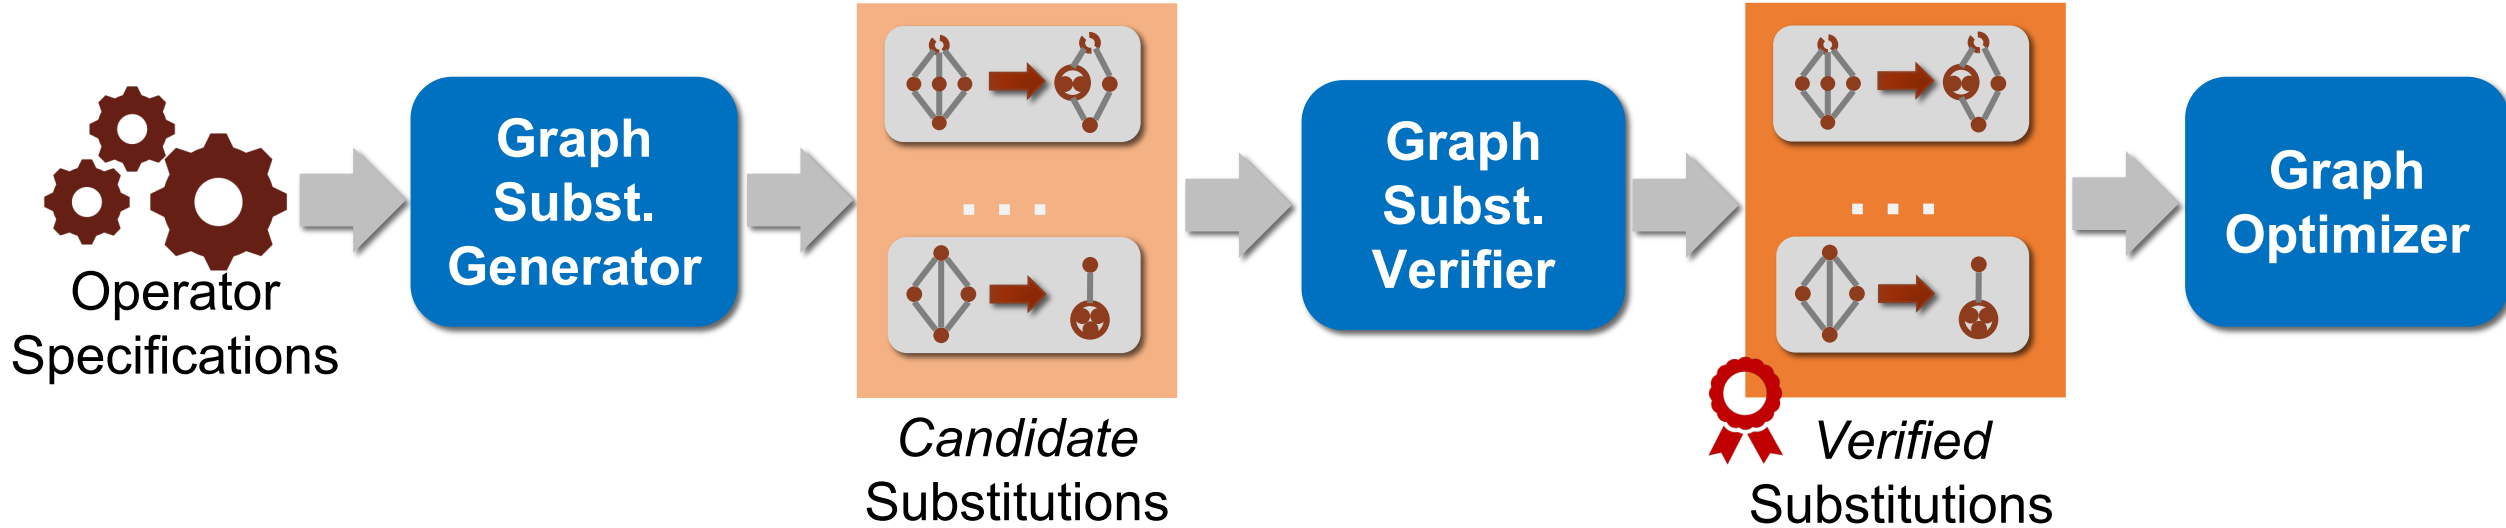 Operator
Specifications
Graph
Subst.
Generator
. . .
Candidate
Substitutions
Graph
Subst.
Verifier
. . .
Verified
Substitutions
Graph
Optimizer